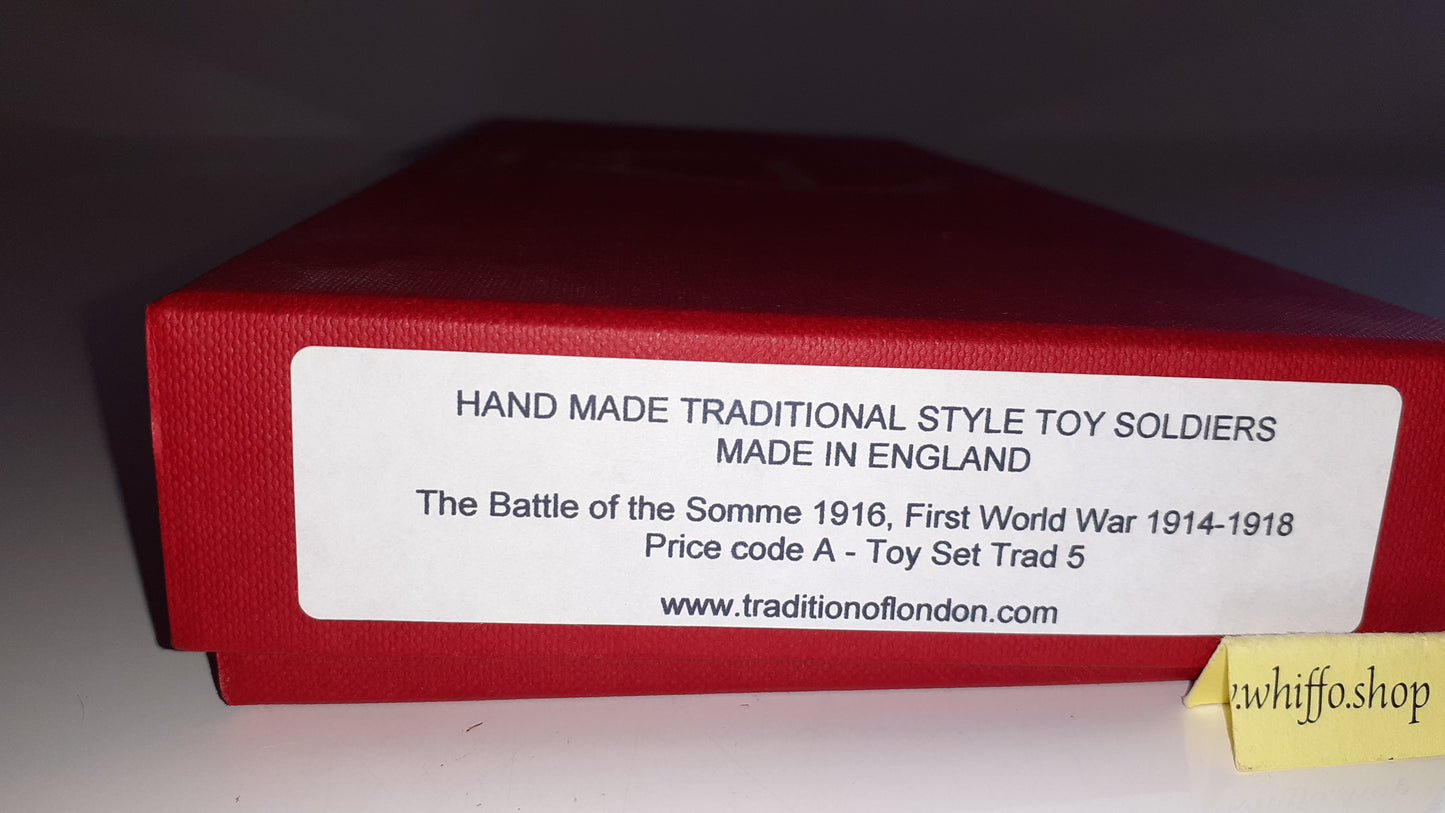 HAND MADE TRADITIONAL STYLE TOY SOLDIERS
MADE IN ENGLAND
The Battle of the Somme 1916, First World War 1914-1918
Price code A - Toy Set Trad 5
www.traditionoflondon.com
.whiffo.shop